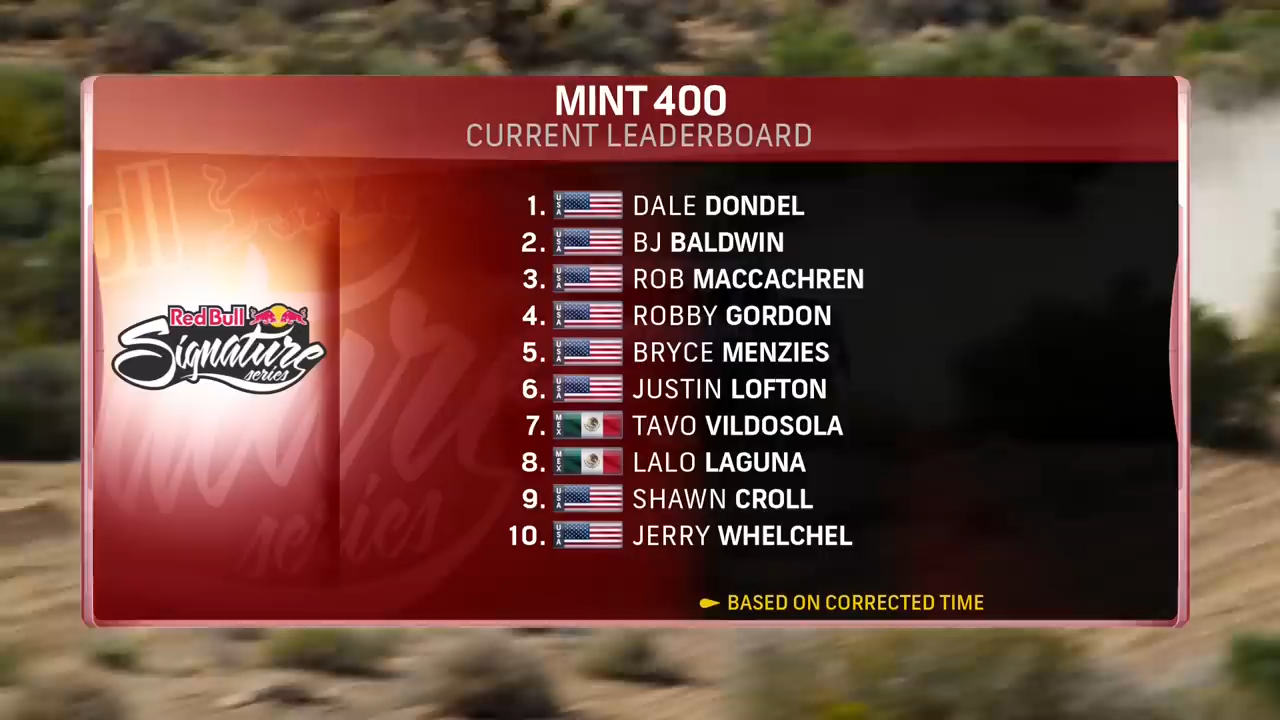 MINT 400
CURRENT LEADERBOARD
1. USA DALE DONDEL
2. USA BJ BALDWIN
3. USA ROB MACCACHREN
4. USA ROBBY GORDON
5. USA BRYCE MENZIES
6. USA JUSTIN LOFTON
7. MEX TAVO VILDOSOLA
8. MEX LALO LAGUNA
9. USA SHAWN CROLL
10. USA JERRY WHELCHEL
Red Bull
Signature
series
BASED ON CORRECTED TIME